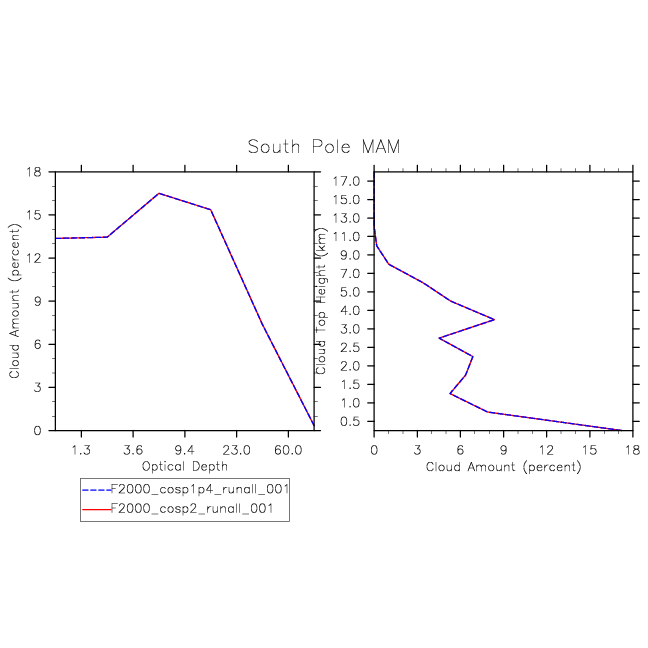 South Pole MAM
Cloud Amount (percent)
18
15
12
9
6
3
0
1.3 3.6 9.4 23.0 60.0
Optical Depth
Cloud Top Height (km)
17.0
15.0
13.0
11.0
9.0
7.0
5.0
4.0
3.0
2.5
2.0
1.5
1.0
0.5
0 3 6 9 12 15 18
Cloud Amount (percent)
F2000_cosp1p4_runall_001
F2000_cosp2_runall_001